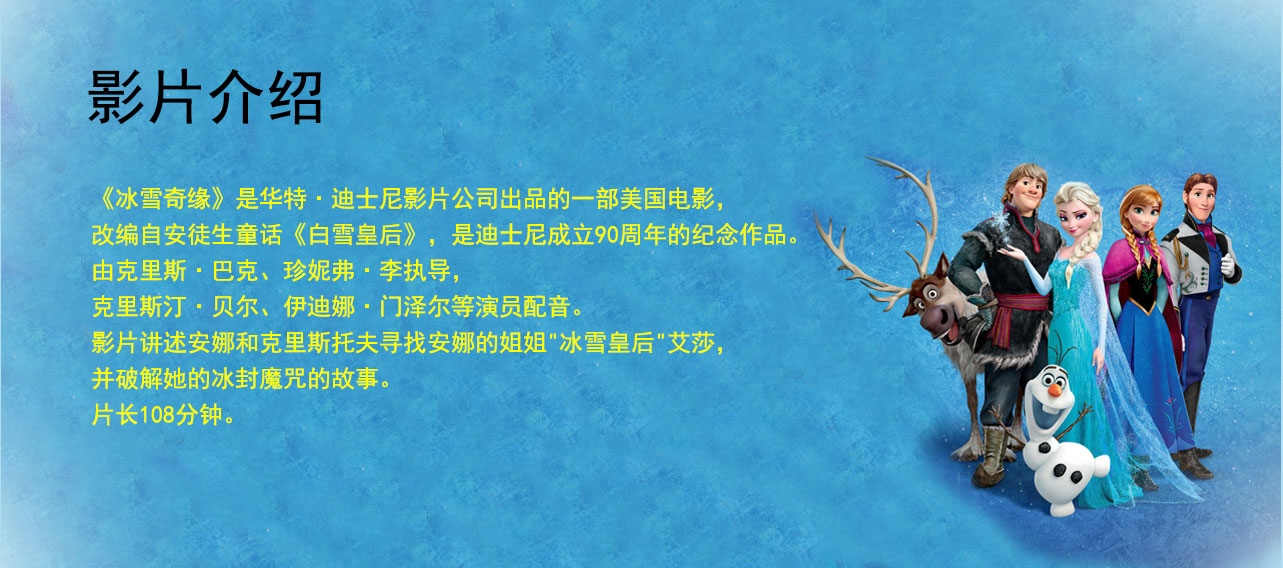 影片介绍
《冰雪奇缘》是华特·迪士尼影片公司出品的一部美国电影，
改编自安徒生童话《白雪皇后》，是迪士尼成立90周年的纪念作品。
由克里斯·巴克、珍妮弗·李执导，
克里斯汀·贝尔、伊迪娜·门泽尔等演员配音。
影片讲述安娜和克里斯托夫寻找安娜的姐姐"冰雪皇后"艾莎，
并破解她的冰封魔咒的故事。
片长108分钟。